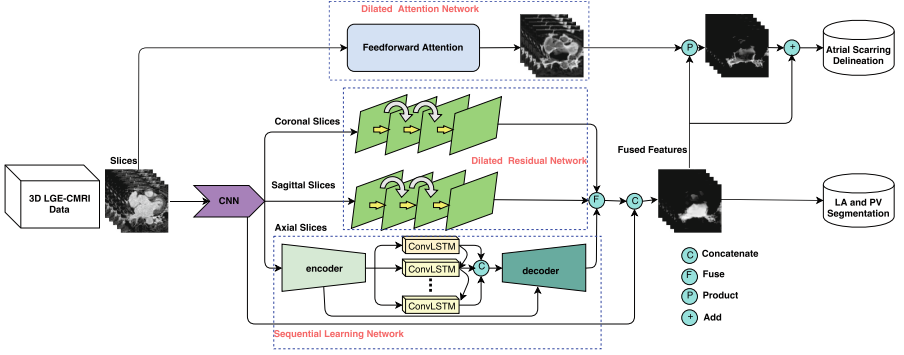 Dilated Attention Network
Feedforward Attention
P
+
Atrial Scarring
Delineation
Slices
Coronal Slices
Dilated Residual Network
Fused Features
3D LGE-CMRI
Data
CNN
Sagittal Slices
F
C
LA and PV
Segmentation
Axial Slices
encoder
ConvLSTM
ConvLSTM
ConvLSTM
C
decoder
Sequential Learning Network
C Concatenate
F Fuse
P Product
+ Add